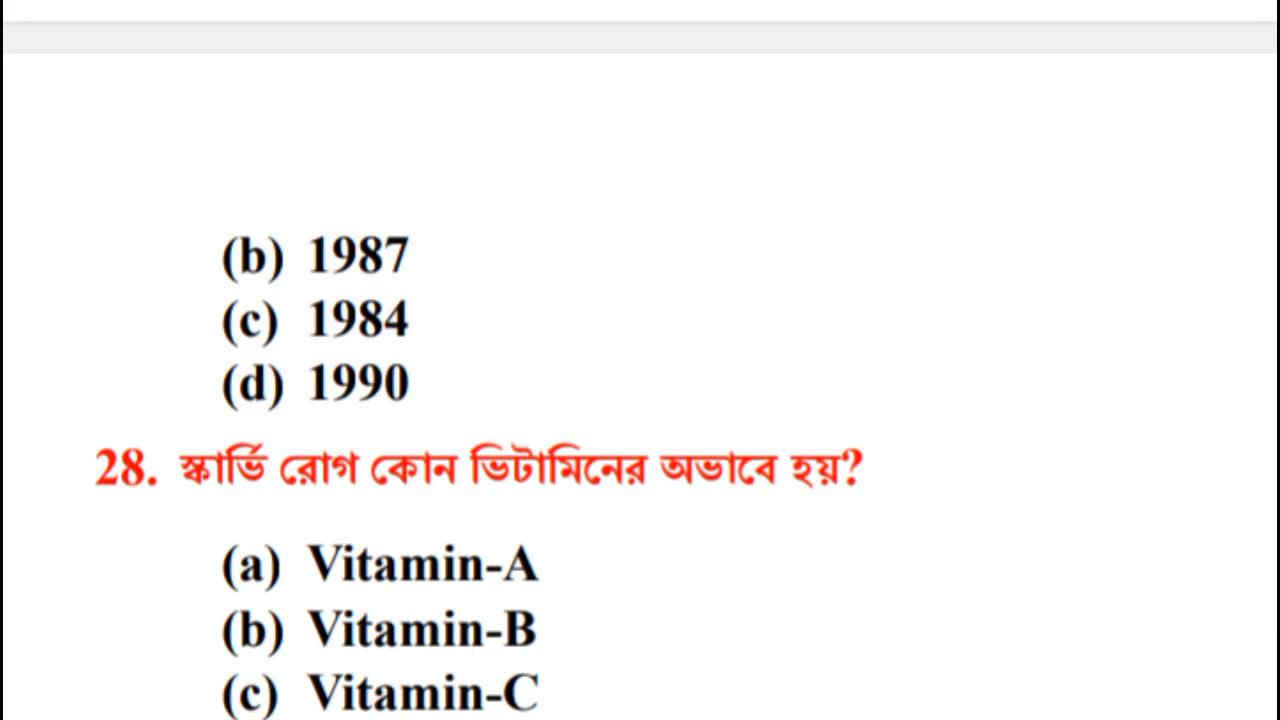 (b) 1987
(c) 1984
(d) 1990
28. স্কার্ভি রোগ কোন ভিটামিনের অভাবে হয়?
(a) Vitamin-A
(b) Vitamin-B
(c) Vitamin-C